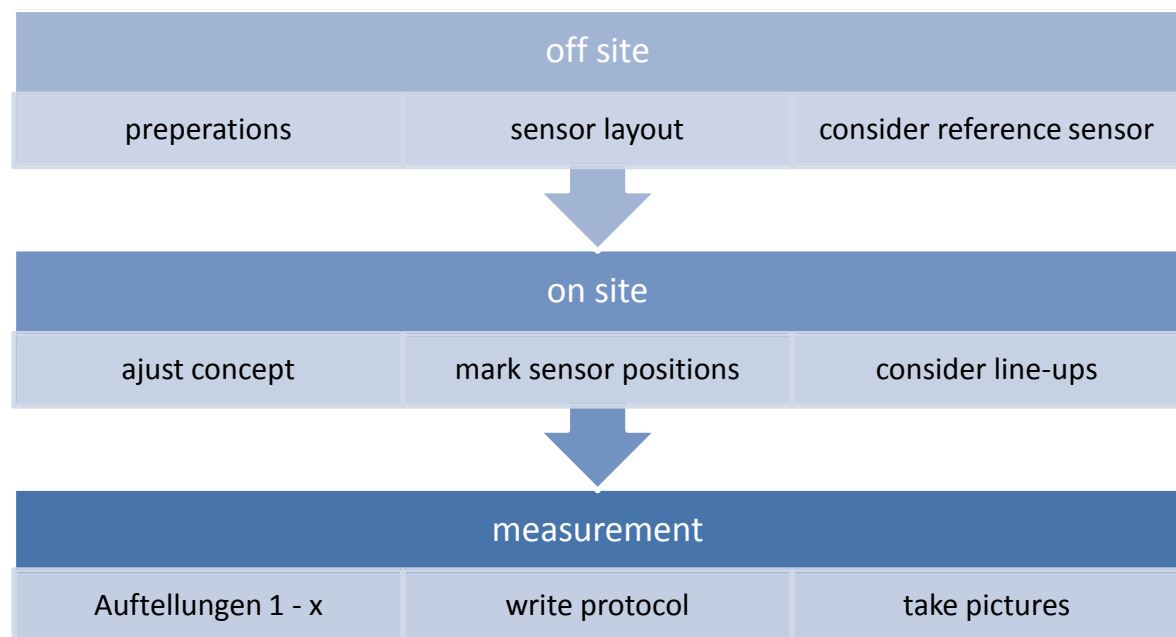 off site
preperations sensor layout consider reference sensor
on site
ajust concept mark sensor positions consider line-ups
measurement
Auftellungen 1 - x write protocol take pictures